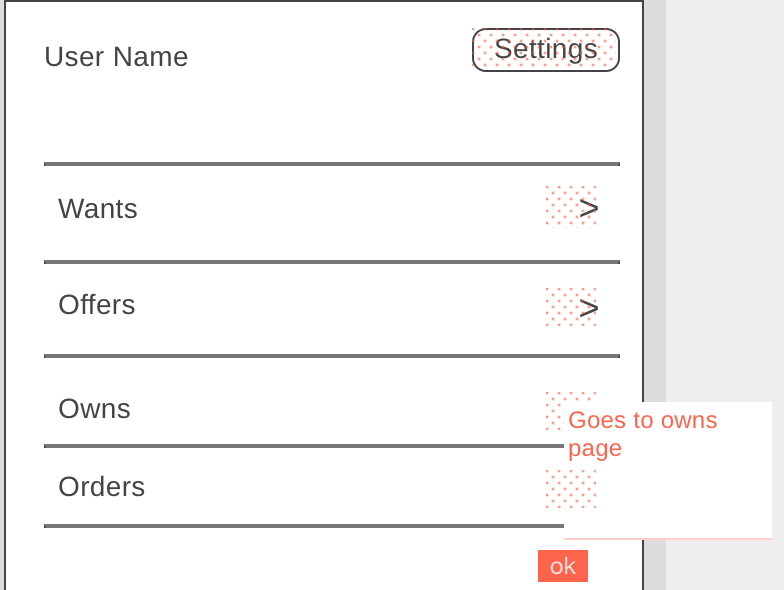 User Name
Settings
Wants
>
Offers
>
Owns
Goes to owns
page
Orders
ok